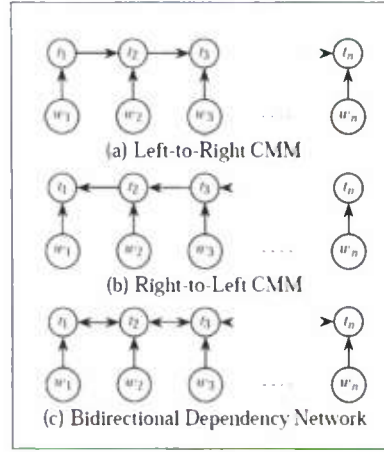 t1 t2 t3 tn
w1 w2 w3 .... wn
(a) Left-to-Right CMM
t1 t2 t3 tn
w1 w2 w3 .... wn
(b) Right-to-Left CMM
t1 t2 t3 tn
w1 w2 w3 .... wn
(c) Bidirectional Dependency Network